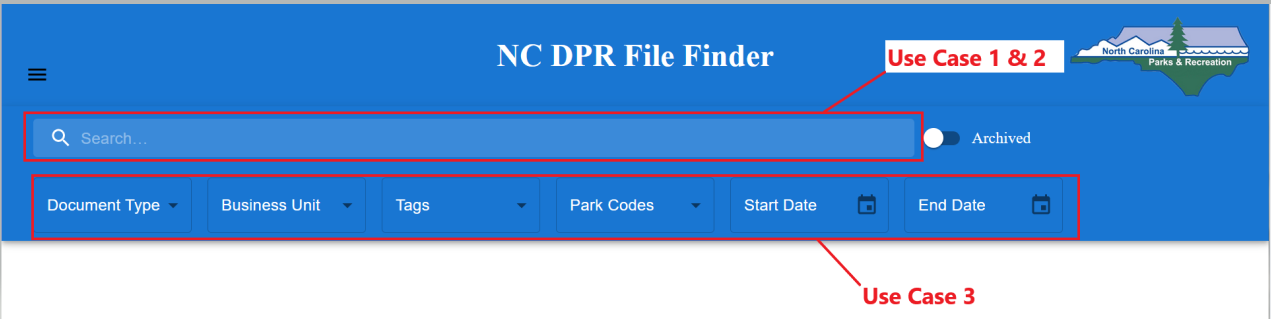 NC DPR File Finder
Use Case 1 & 2
North Carolina
Parks & Recreation
Search...
Archived
Document Type
Business Unit
Tags
Park Codes
Start Date
End Date
Use Case 3